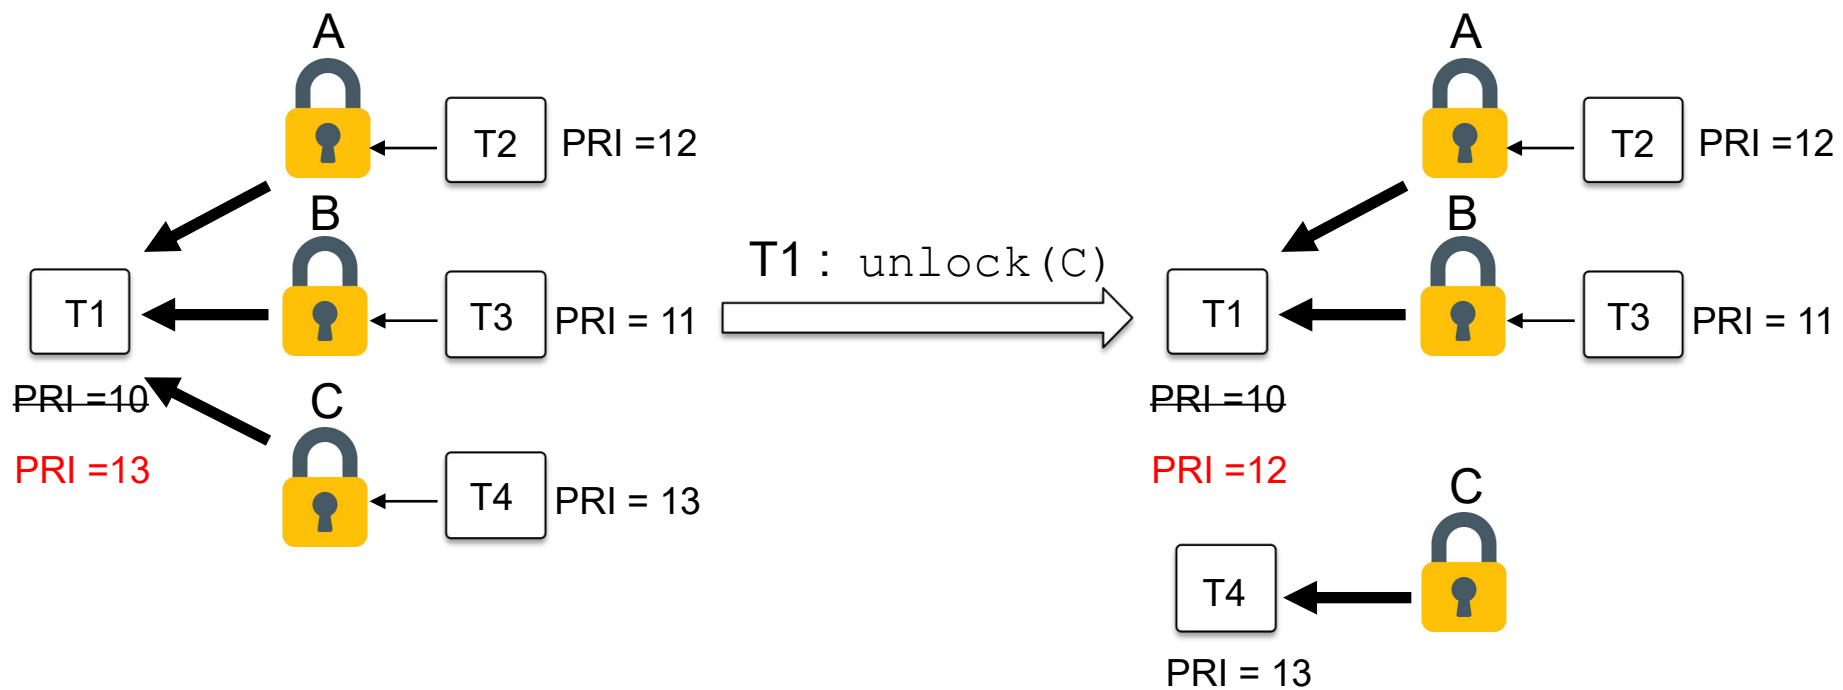 A
T2
PRI =12
B
T1
T3
PRI = 11
PRI =10
PRI =13
C
T4
PRI = 13
T1 : unlock(C)
A
T2
PRI =12
B
T1
T3
PRI = 11
PRI =10
PRI =12
C
T4
PRI = 13